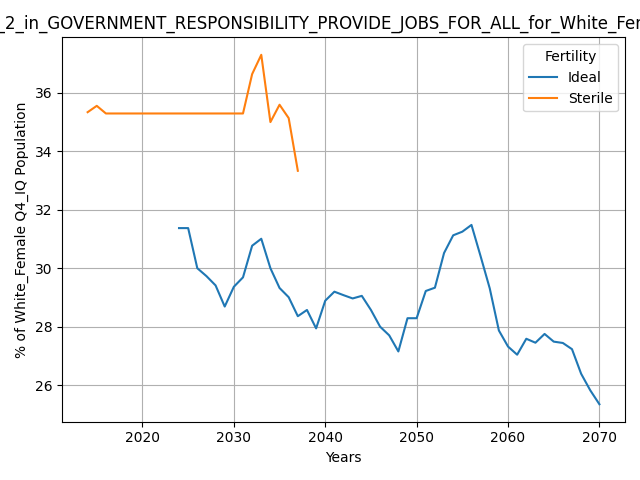 _2_in_GOVERNMENT_RESPONSIBILITY_PROVIDE_JOBS_FOR_ALL_for_White_Fem
Fertility
Ideal
Sterile
% of White_Female Q4_IQ Population
36
34
32
30
28
26
2020
2030
2040
2050
2060
2070
Years